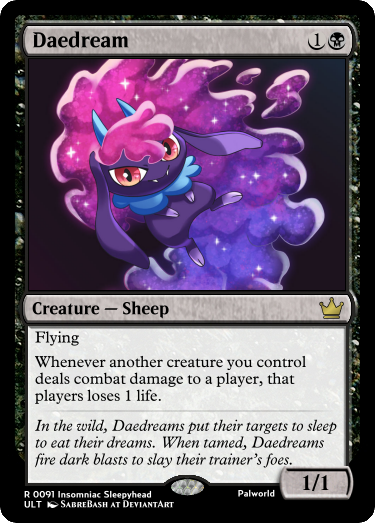 Daedream 1
Creature — Sheep
Flying
Whenever another creature you control
deals combat damage to a player, that
players loses 1 life.
In the wild, Daedreams put their targets to sleep
to eat their dreams. When tamed, Daedreams
fire dark blasts to slay their trainer's foes.
1/1
R 0091 Insomniac Sleepyhead
Palworld
ULT SabreBash at DeviantArt